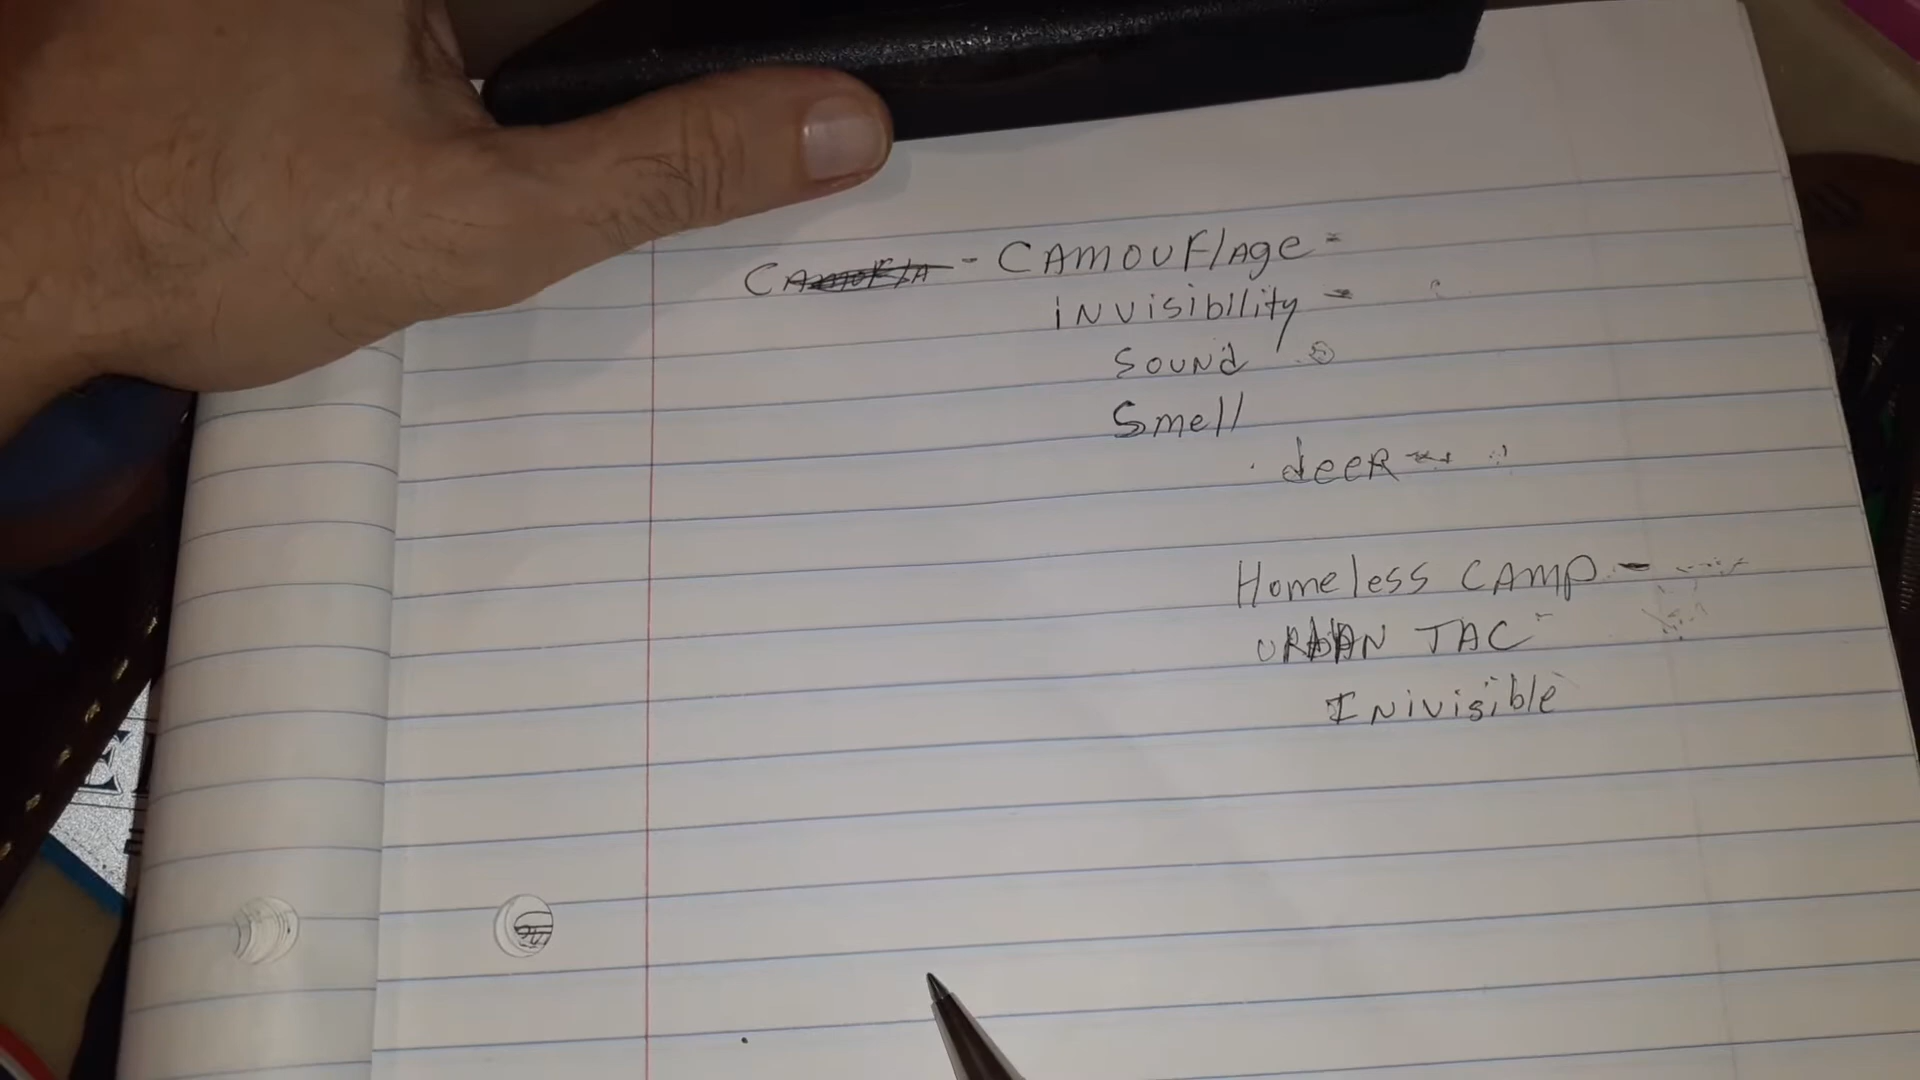 CAMOUFlAge =
iNVisibility -
SOUNd
Smell
deeR
Homeless CAMP -
URBAN TAC -
INivisible